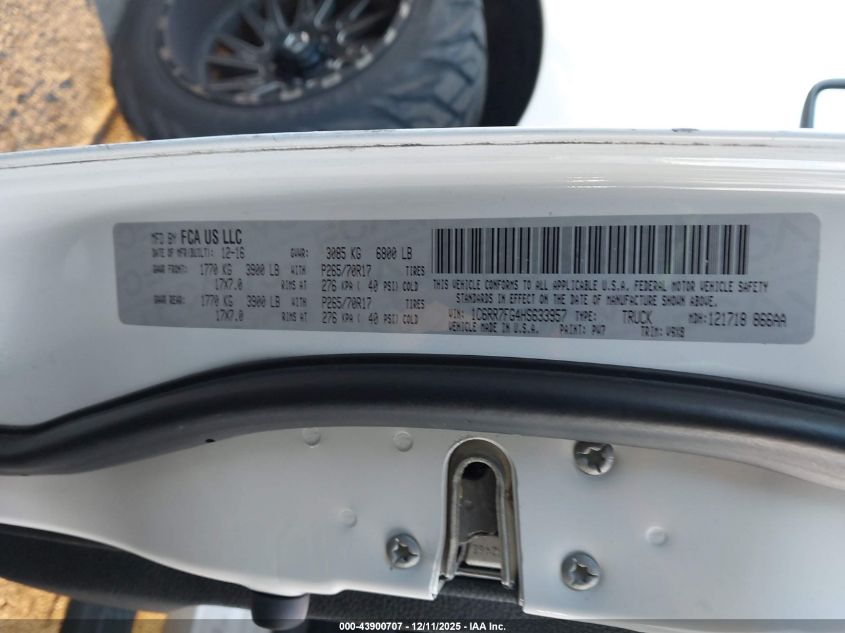 MFD BY FCA US LLC
DATE OF MFR(BUILT): 12-16 GVWR: 3085 KG 6800 LB
GAWR FRONT: 1770 KG 3900 LB WITH P265/70R17 TIRES
17X7.0 RIMS AT 276 KPA ( 40 PSI) COLD
GAWR REAR: 1770 KG 3900 LB WITH P265/70R17 TIRES
17X7.0 RIMS AT 276 KPA ( 40 PSI) COLD
THIS VEHICLE CONFORMS TO ALL APPLICABLE U.S.A. FEDERAL MOTOR VEHICLE SAFETY
STANDARDS IN EFFECT ON THE DATE OF MANUFACTURE SHOWN ABOVE.
VIN: 1C6RR7FG4HS633957 TYPE: TRUCK MDH: 121718 866AA
VEHICLE MADE IN U.S.A. PAINT: PW7 TRIM: V9X8
000-43900707 - 12/11/2025 - IAA Inc.